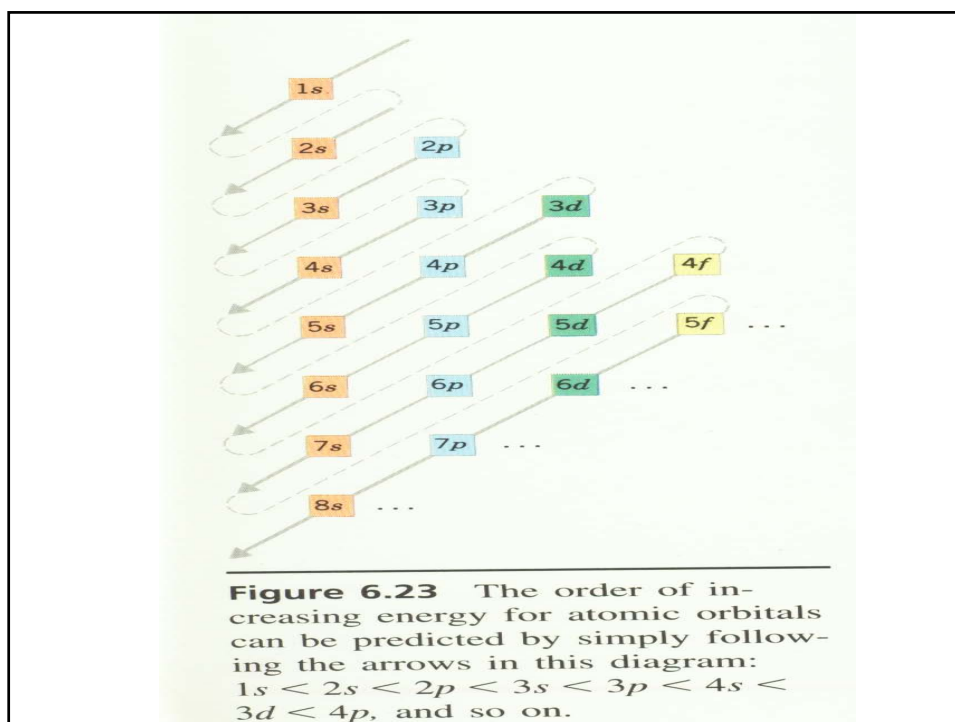 1s
2s 2p
3s 3p 3d
4s 4p 4d 4f
5s 5p 5d 5f ...
6s 6p 6d ...
7s 7p ...
8s ...
Figure 6.23 The order of in-
creasing energy for atomic orbitals
can be predicted by simply follow-
ing the arrows in this diagram:
1s < 2s < 2p < 3s < 3p < 4s <
3d < 4p, and so on.